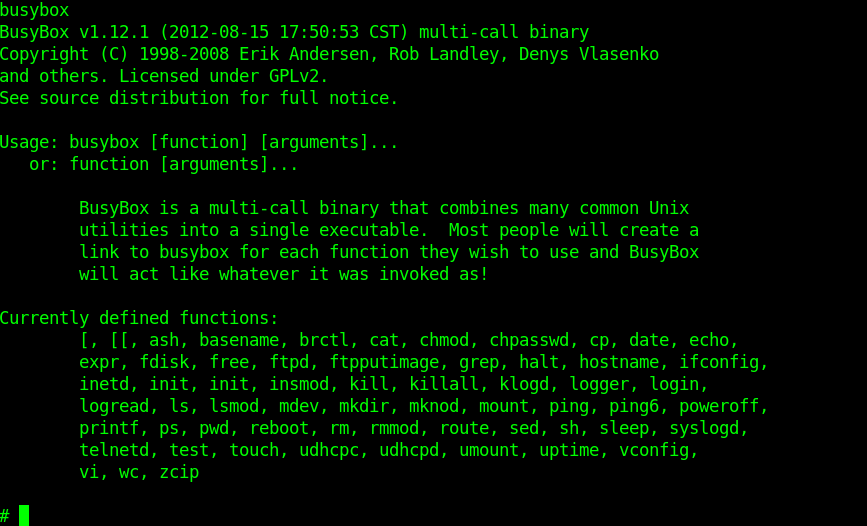 busybox
BusyBox v1.12.1 (2012-08-15 17:50:53 CST) multi-call binary
Copyright (C) 1998-2008 Erik Andersen, Rob Landley, Denys Vlasenko
and others. Licensed under GPLv2.
See source distribution for full notice.

Usage: busybox [function] [arguments]...
   or: function [arguments]...

        BusyBox is a multi-call binary that combines many common Unix
        utilities into a single executable.  Most people will create a
        link to busybox for each function they wish to use and BusyBox
        will act like whatever it was invoked as!

Currently defined functions:
        [, [[, ash, basename, brctl, cat, chmod, chpasswd, cp, date, echo,
        expr, fdisk, free, ftpd, ftpputimage, grep, halt, hostname, ifconfig,
        inetd, init, init, insmod, kill, killall, klogd, logger, login,
        logread, ls, lsmod, mdev, mkdir, mknod, mount, ping, ping6, poweroff,
        printf, ps, pwd, reboot, rm, rmmod, route, sed, sh, sleep, syslogd,
        telnetd, test, touch, udhcpc, udhcpd, umount, uptime, vconfig,
        vi, wc, zcip

#